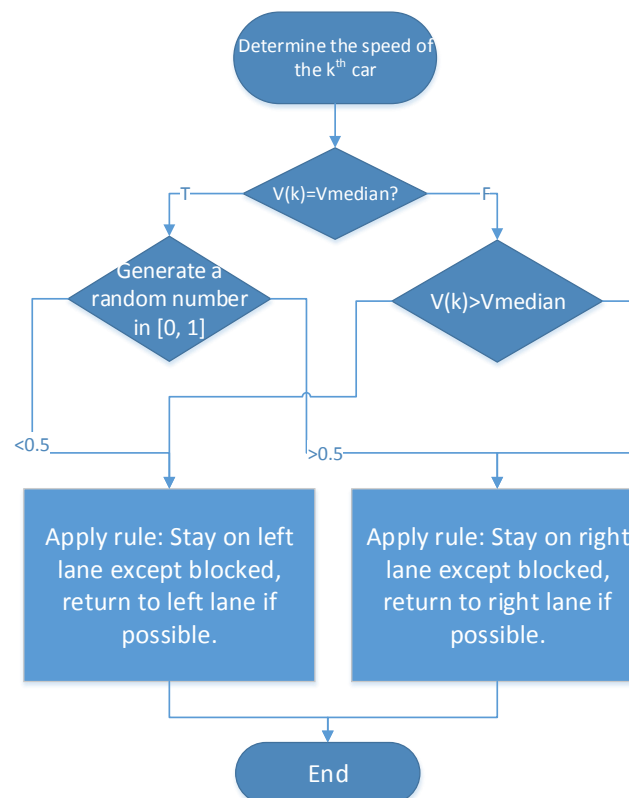 Determine the speed of
the kth car
V(k)=Vmedian?
T
F
Generate a
random number
in [0, 1]
V(k)>Vmedian
<0.5
>0.5
Apply rule: Stay on left
lane except blocked,
return to left lane if
possible.
Apply rule: Stay on right
lane except blocked,
return to right lane if
possible.
End